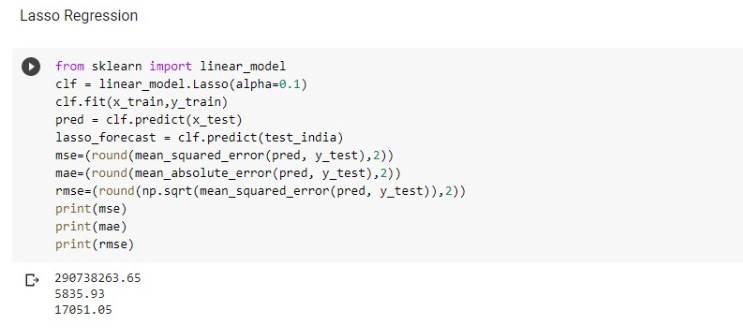 Lasso Regression
from sklearn import linear_model
clf = linear_model.Lasso(alpha=0.1)
clf.fit(x_train,y_train)
pred = clf.predict(x_test)
lasso_forecast = clf.predict(test_india)
mse=(round(mean_squared_error(pred, y_test),2))
mae=(round(mean_absolute_error(pred, y_test),2))
rmse=(round(np.sqrt(mean_squared_error(pred, y_test)),2))
print(mse)
print(mae)
print(rmse)
290738263.65
5835.93
17051.05